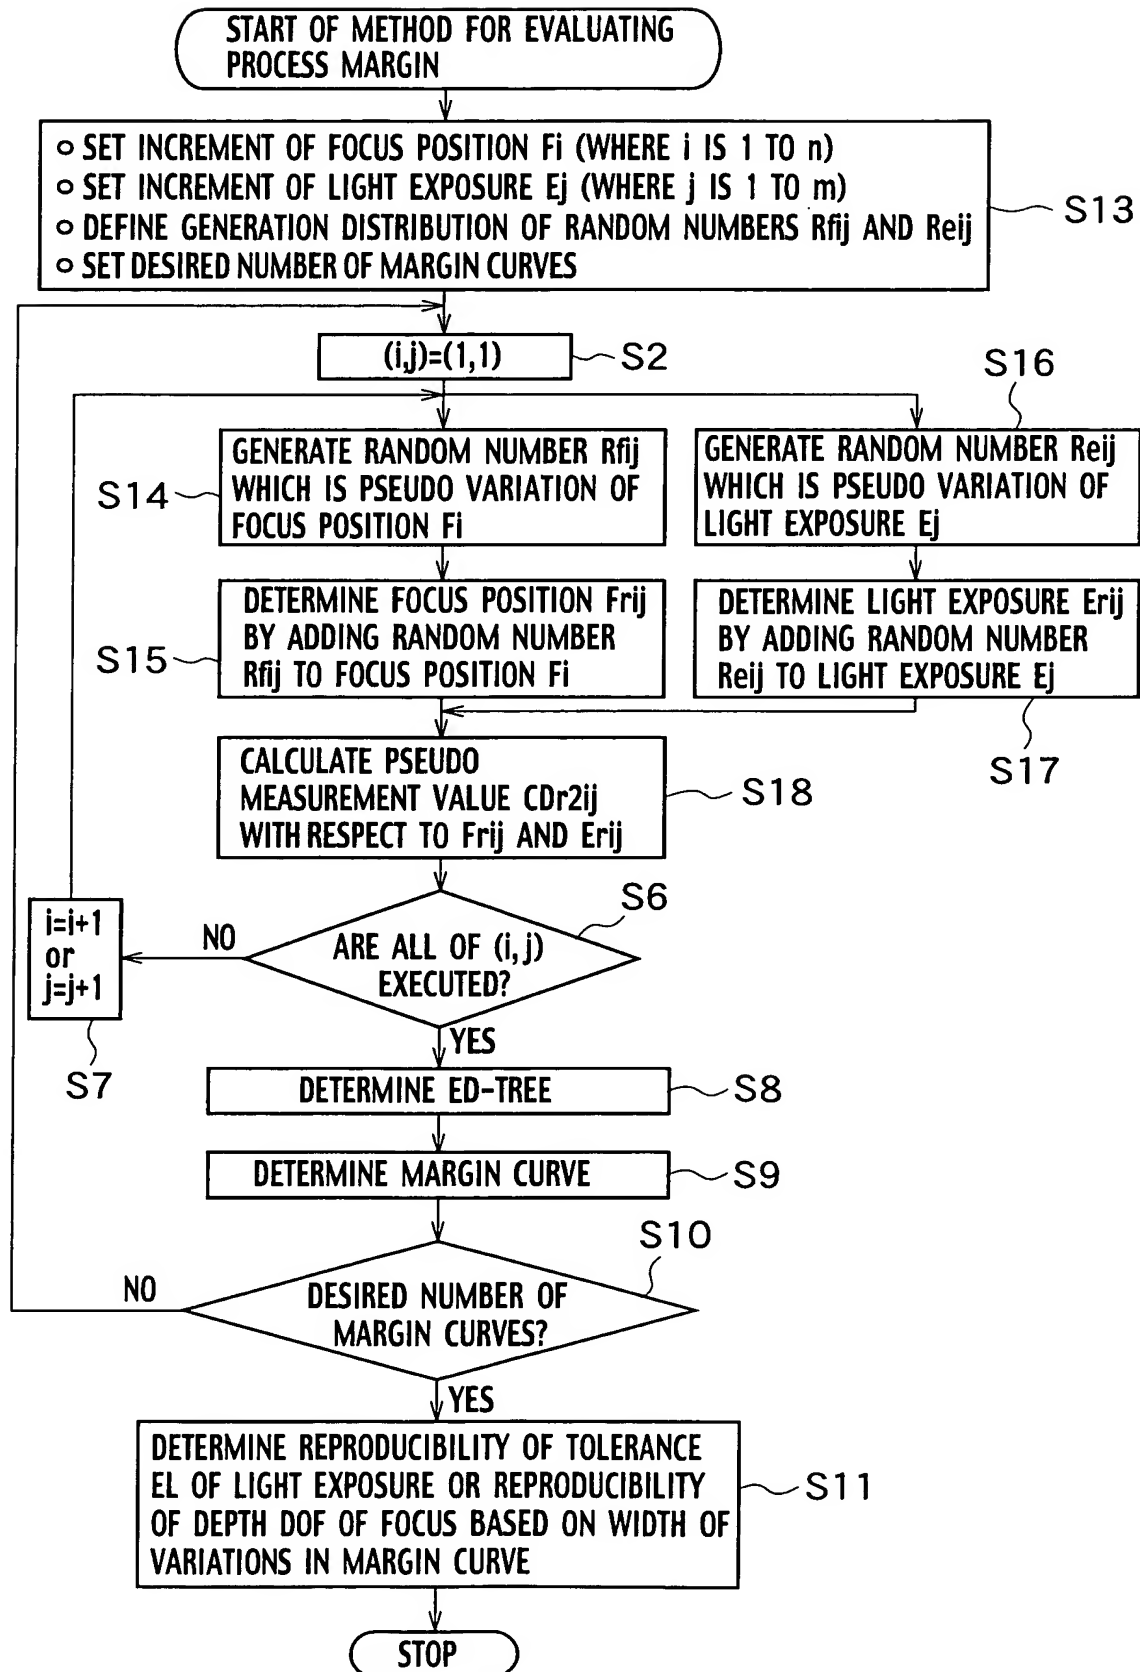 START OF METHOD FOR EVALUATING
PROCESS MARGIN
○ SET INCREMENT OF FOCUS POSITION Fi (WHERE i IS 1 TO n)
○ SET INCREMENT OF LIGHT EXPOSURE Ej (WHERE j IS 1 TO m)
○ DEFINE GENERATION DISTRIBUTION OF RANDOM NUMBERS Rfij AND Reij
○ SET DESIRED NUMBER OF MARGIN CURVES
S13
(i,j)=(1,1)
S2
S16
GENERATE RANDOM NUMBER Rfij
WHICH IS PSEUDO VARIATION OF
FOCUS POSITION Fi
S14
GENERATE RANDOM NUMBER Reij
WHICH IS PSEUDO VARIATION OF
LIGHT EXPOSURE Ej
DETERMINE FOCUS POSITION Frij
BY ADDING RANDOM NUMBER
Rfij TO FOCUS POSITION Fi
S15
DETERMINE LIGHT EXPOSURE Erij
BY ADDING RANDOM NUMBER
Reij TO LIGHT EXPOSURE Ej
S17
CALCULATE PSEUDO
MEASUREMENT VALUE CDr2ij
WITH RESPECT TO Frij AND Erij
S18
S6
ARE ALL OF (i,j)
EXECUTED?
NO
i=i+1
or
j=j+1
S7
YES
DETERMINE ED-TREE
S8
DETERMINE MARGIN CURVE
S9
S10
DESIRED NUMBER OF
MARGIN CURVES?
NO
YES
DETERMINE REPRODUCIBILITY OF TOLERANCE
EL OF LIGHT EXPOSURE OR REPRODUCIBILITY
OF DEPTH DOF OF FOCUS BASED ON WIDTH OF
VARIATIONS IN MARGIN CURVE
S11
STOP